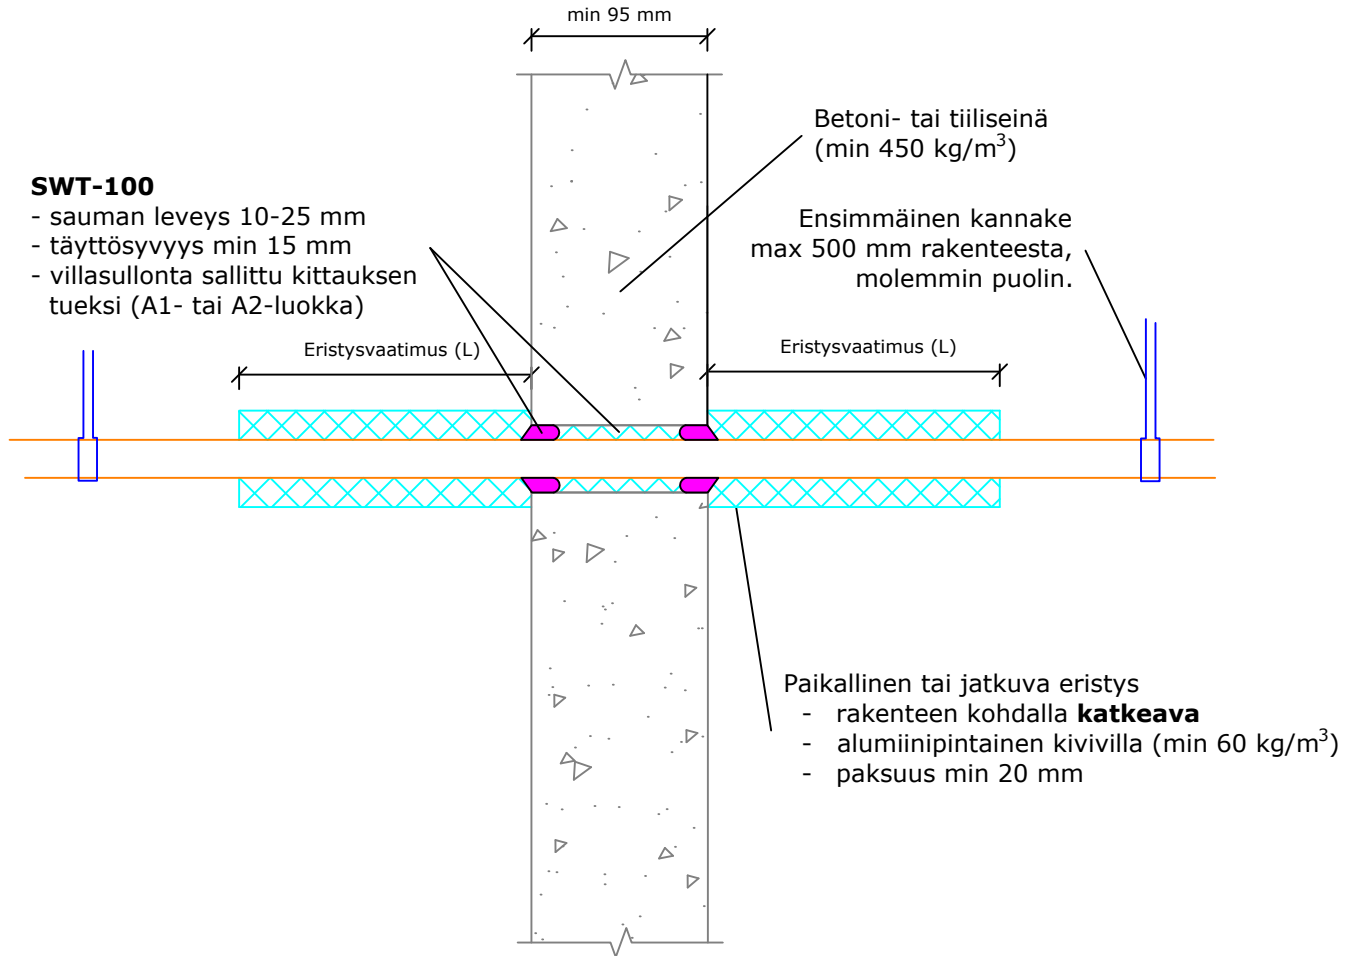 min 95 mm
Betoni- tai tiiliseinä
(min 450 kg/m³)
SWT-100
- sauman leveys 10-25 mm
- täyttösyvyys min 15 mm
- villasullonta sallittu kittauksen
tueksi (A1- tai A2-luokka)
Ensimmäinen kannake
max 500 mm rakenteesta,
molemmin puolin.
Eristysvaatimus (L)
Eristysvaatimus (L)
Paikallinen tai jatkuva eristys
- rakenteen kohdalla katkeava
- alumiinipintainen kivivilla (min 60 kg/m³)
- paksuus min 20 mm